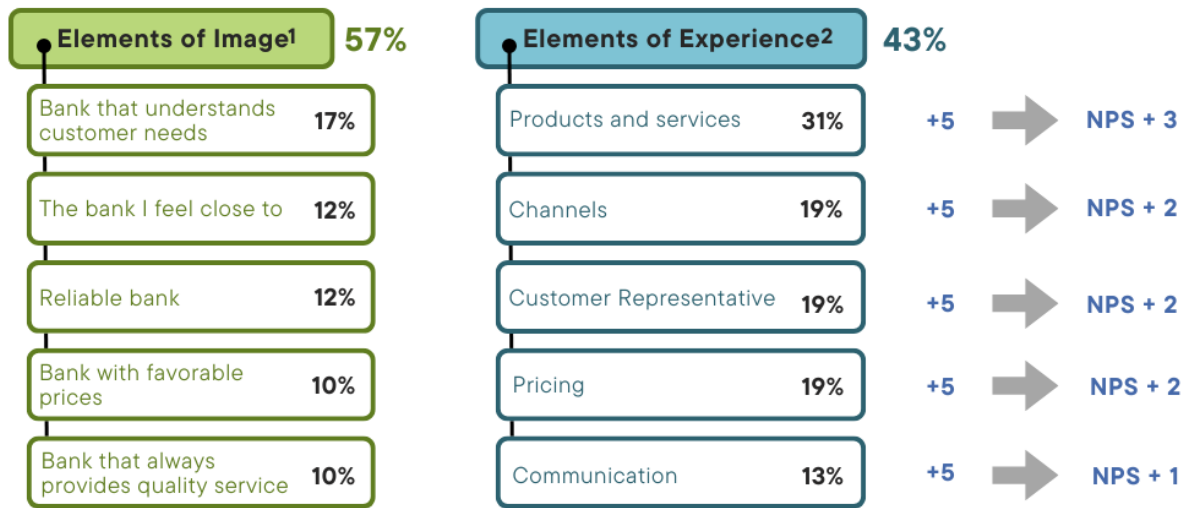 Elements of Image¹ 57%
Bank that understands
customer needs 17%
The bank I feel close to 12%
Reliable bank 12%
Bank with favorable
prices 10%
Bank that always
provides quality service 10%
Elements of Experience² 43%
Products and services 31% +5 NPS + 3
Channels 19% +5 NPS + 2
Customer Representative 19% +5 NPS + 2
Pricing 19% +5 NPS + 2
Communication 13% +5 NPS + 1